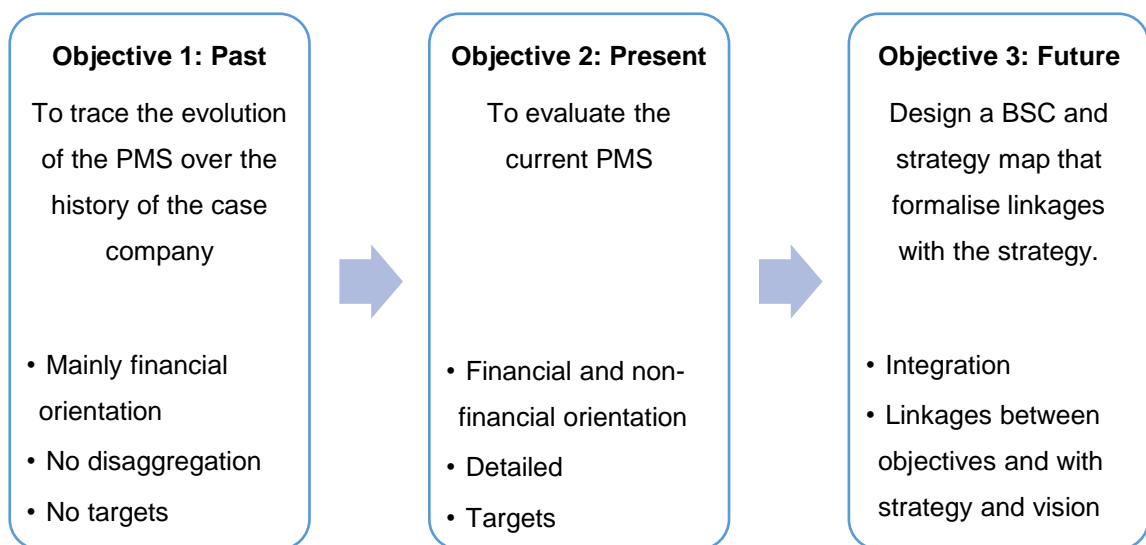 Objective 1: Past
To trace the evolution
of the PMS over the
history of the case
company
• Mainly financial
orientation
• No disaggregation
• No targets
Objective 2: Present
To evaluate the
current PMS
• Financial and non-
financial orientation
• Detailed
• Targets
Objective 3: Future
Design a BSC and
strategy map that
formalise linkages
with the strategy.
• Integration
• Linkages between
objectives and with
strategy and vision